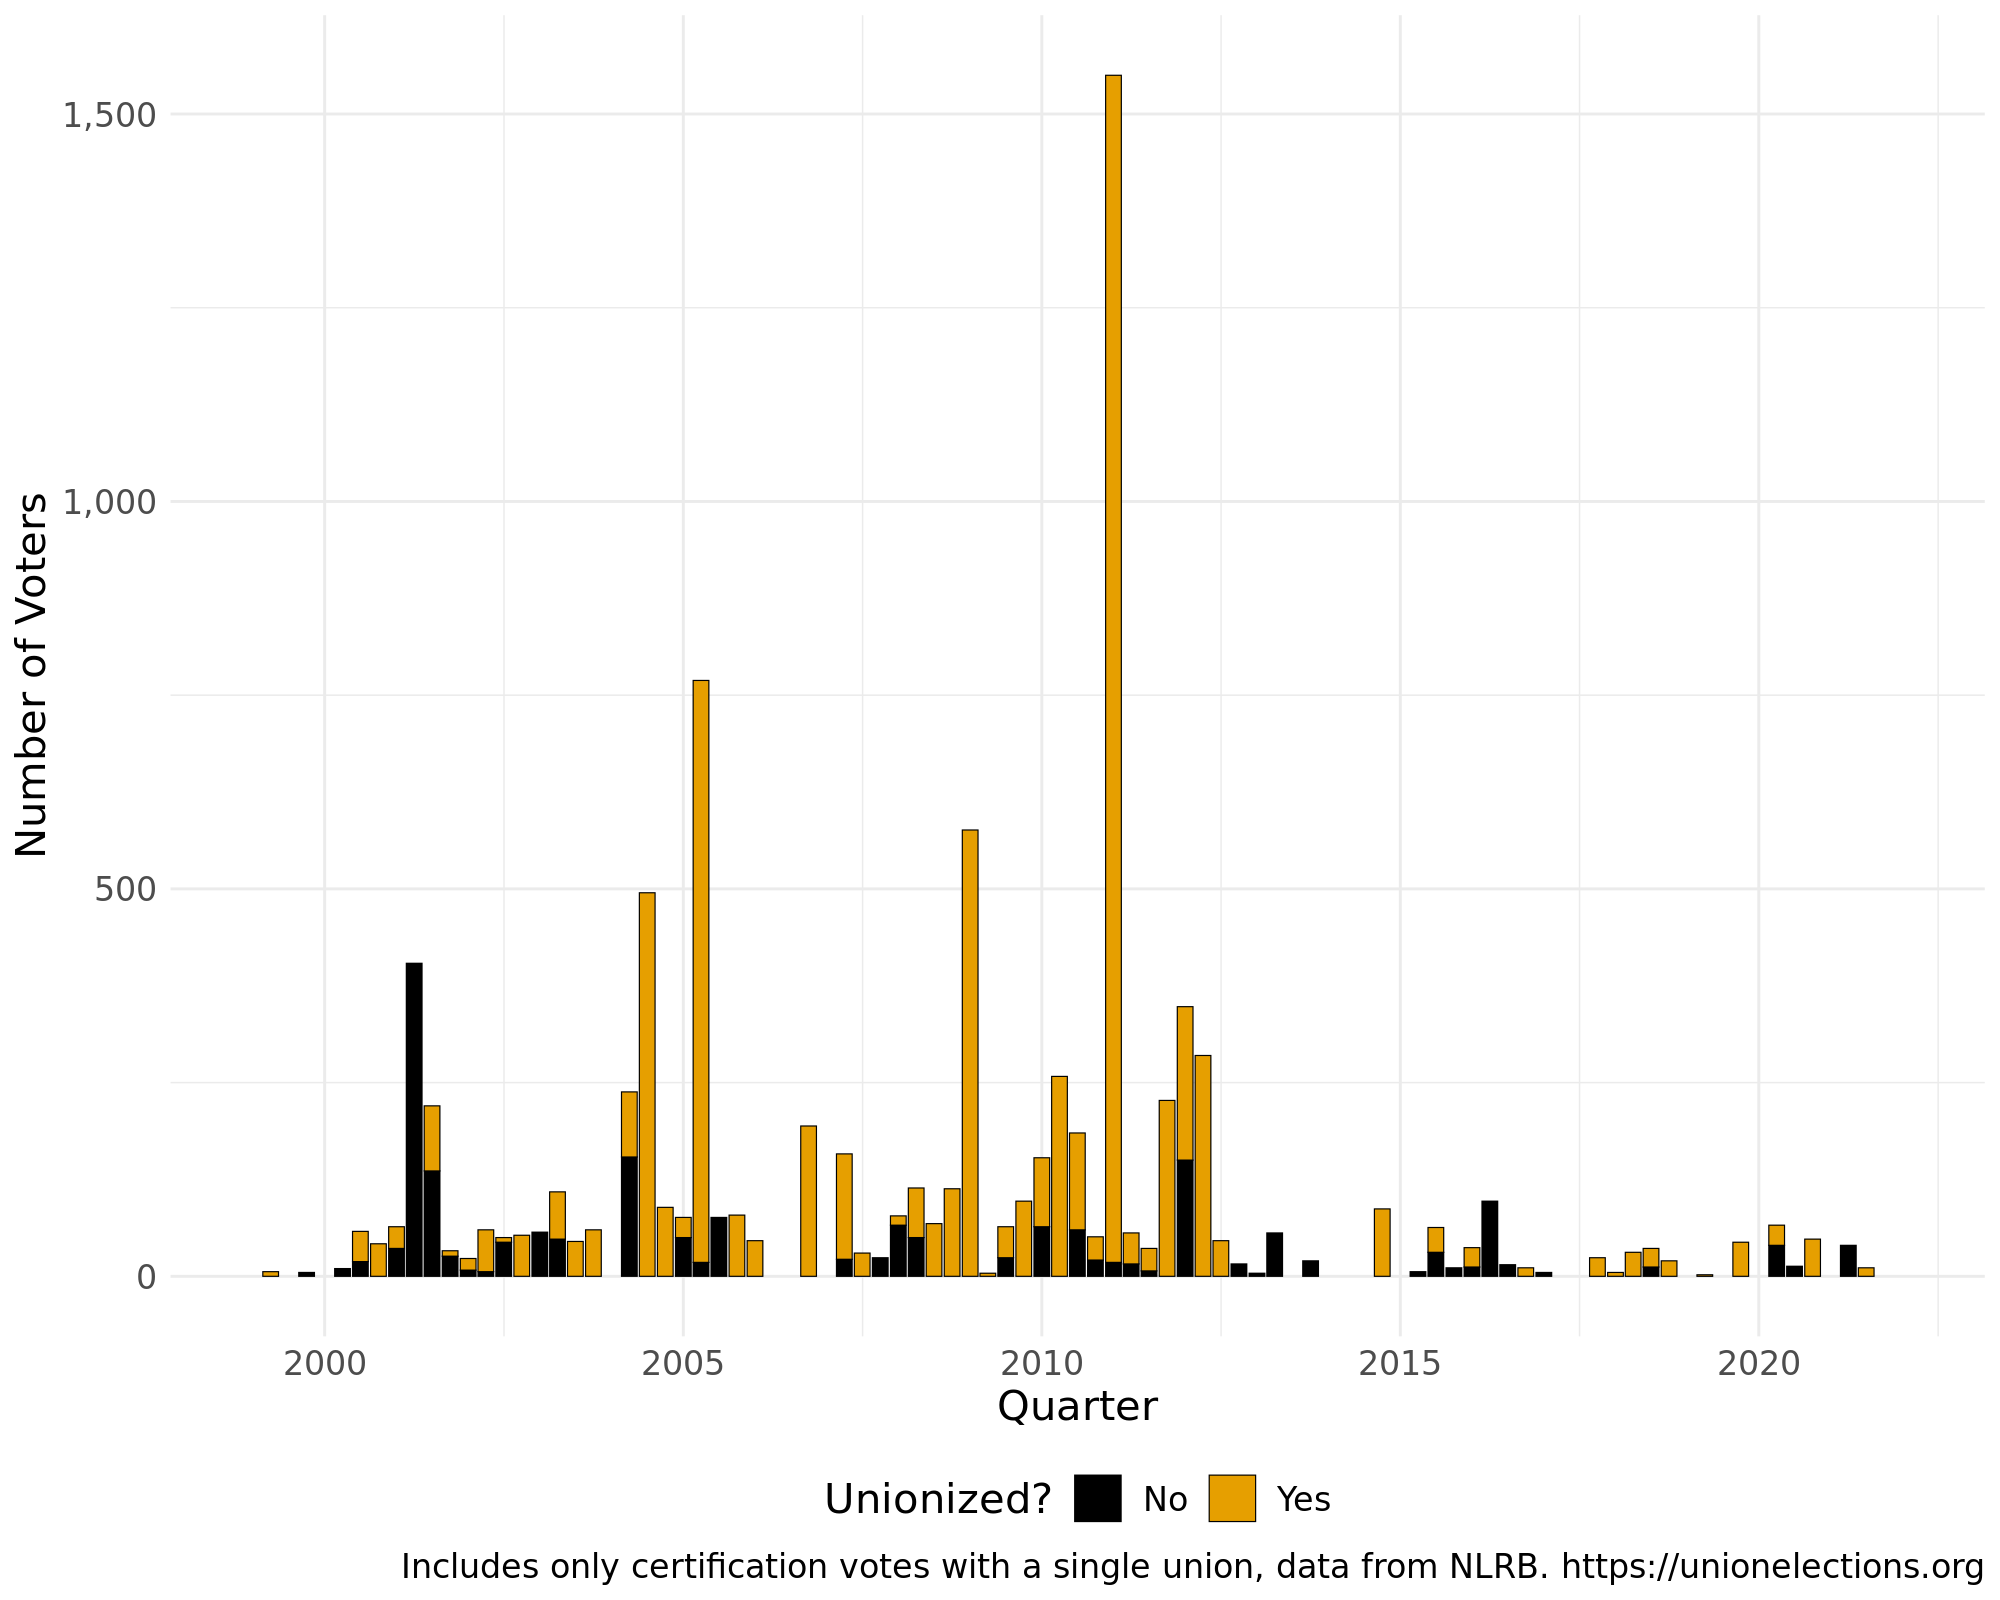 1,500
1,000
500
0
Number of Voters
2000 2005 2010 2015 2020
Quarter
Unionized? No Yes
Includes only certification votes with a single union, data from NLRB. https://unionelections.org